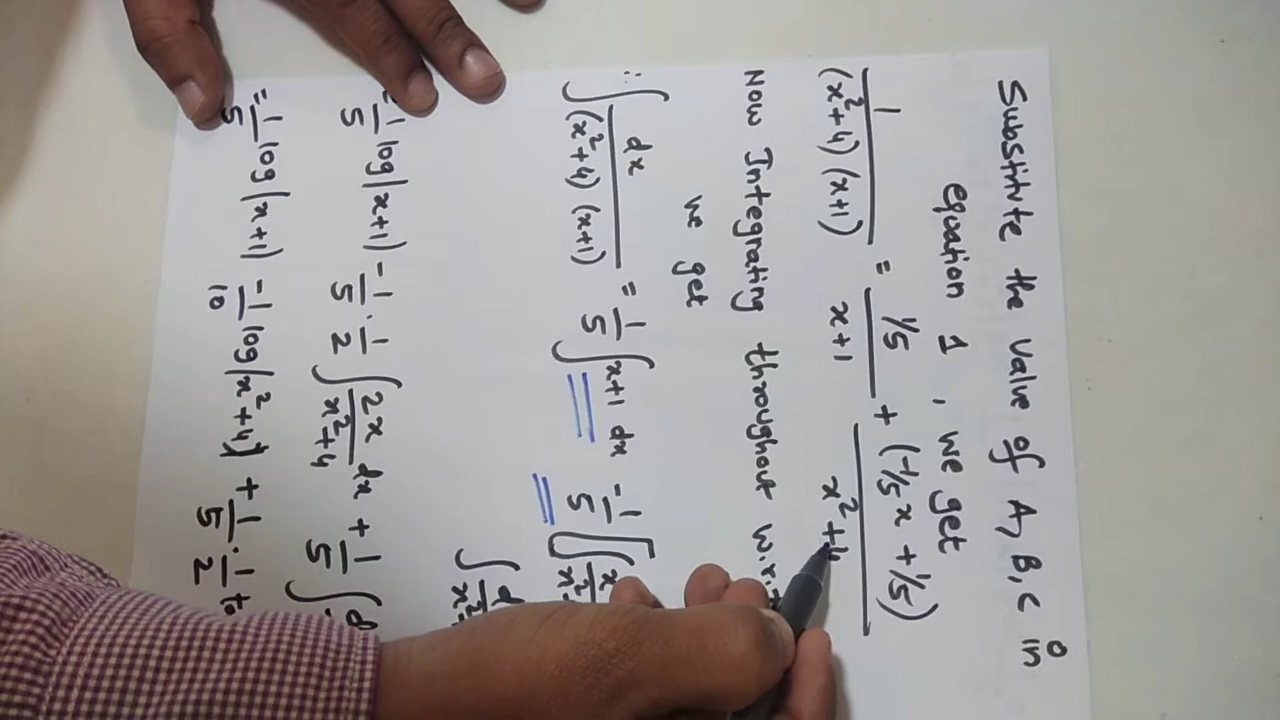 Substitute the value of A, B, C in
equation 1, we get
1/(x²+4)(x+1) = 1/5/x+1 + (-1/5 x + 1/5)/x²+4
Now Integrating throughout w.r.
we get
∴ ∫ dx/(x²+4)(x+1) = 1/5 ∫ x+1 dx - 1/5 [∫ x/x²
∫ d/x²
= 1/5 log|x+1| - 1/5 · 1/2 ∫ 2x/x²+4 dx + 1/5 ∫ d
= 1/5 log|x+1| - 1/10 log|x²+4| + 1/5 · 1/2 t